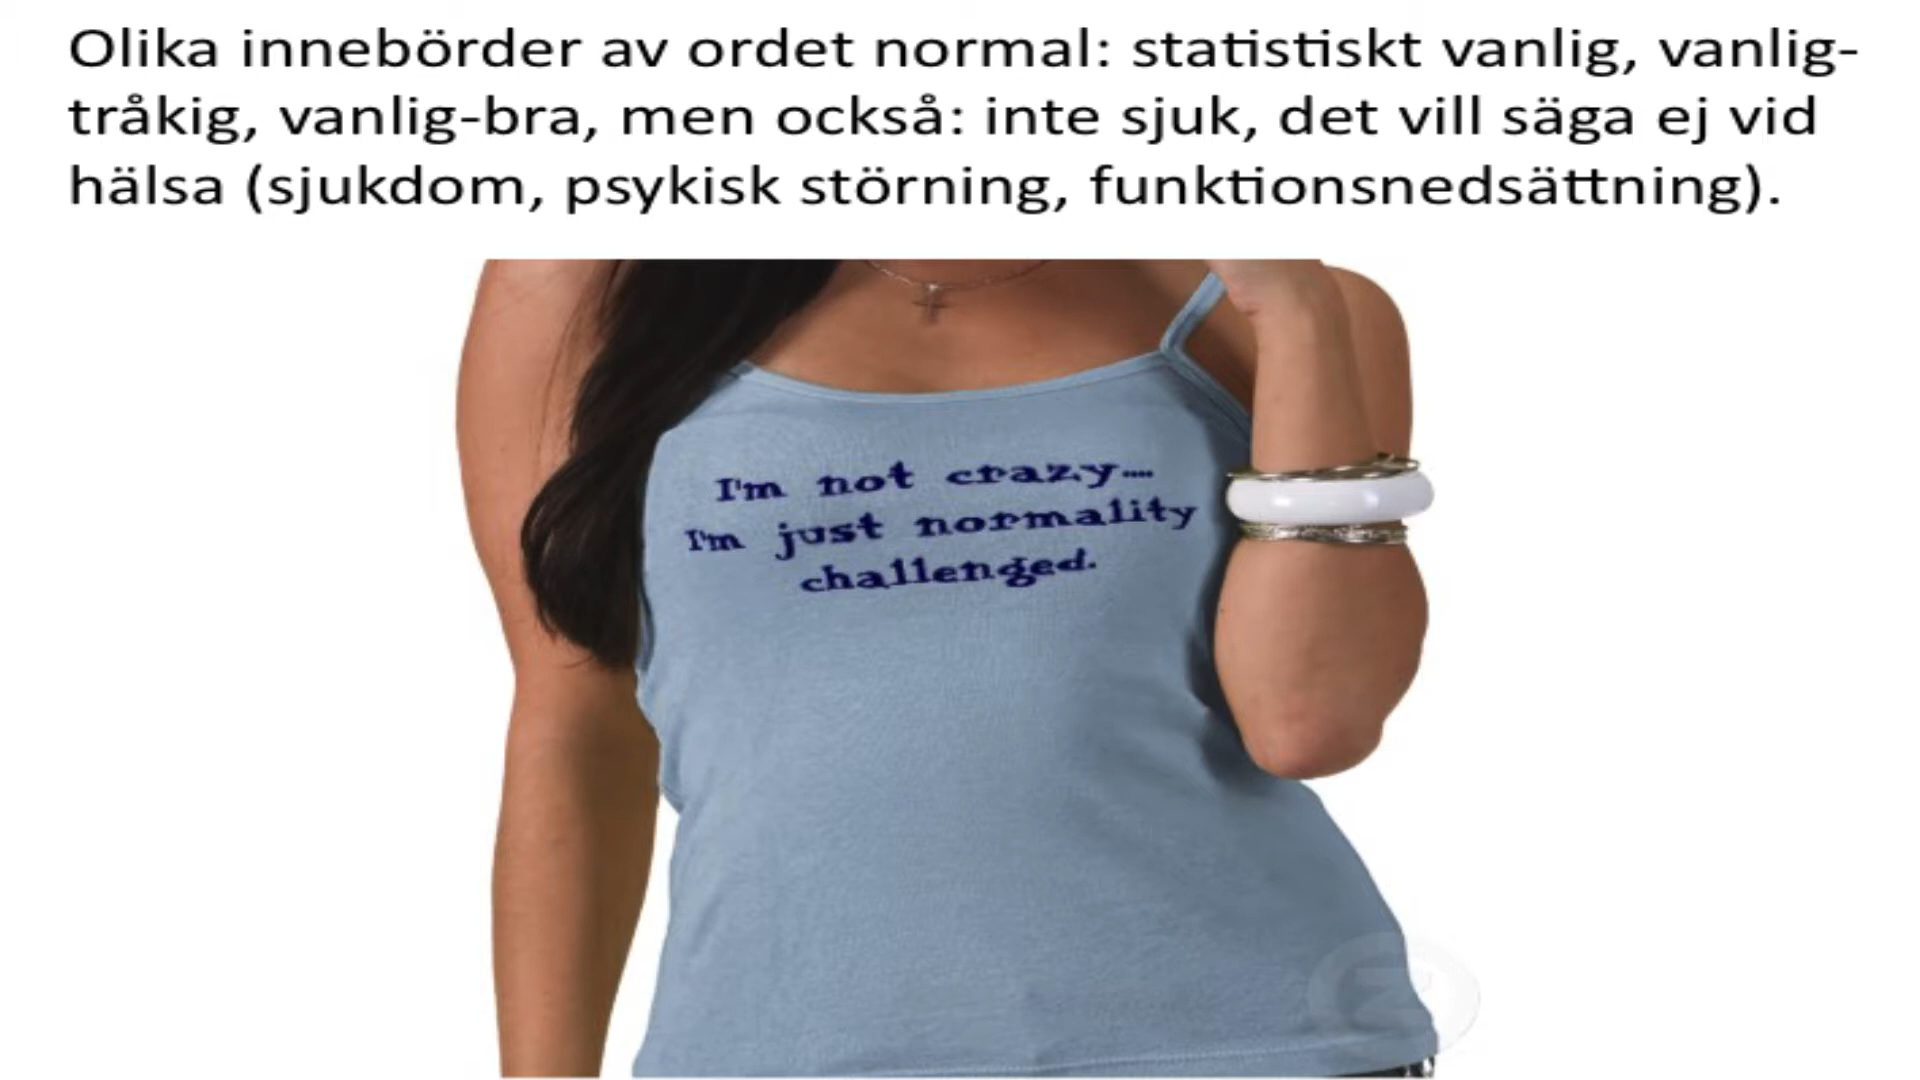 Olika innebörder av ordet normal: statistiskt vanlig, vanlig-
tråkig, vanlig-bra, men också: inte sjuk, det vill säga ej vid
hälsa (sjukdom, psykisk störning, funktionsnedsättning).
I'm not crazy....
I'm just normality
challenged.